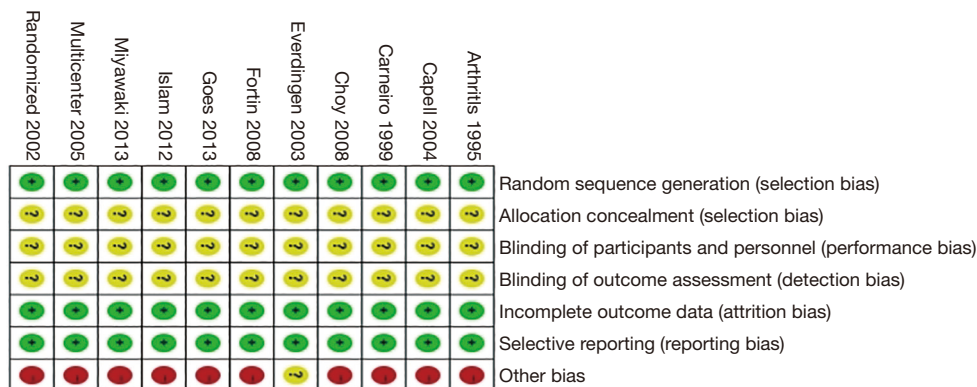 Randomized 2002
Multicenter 2005
Miyawaki 2013
Islam 2012
Goes 2013
Fortin 2008
Everdingen 2003
Choy 2008
Carneiro 1999
Capell 2004
Arthritls 1995
+ + + + + + + + + + + Random sequence generation (selection bias)
? ? ? ? ? ? ? ? ? ? ? Allocation concealment (selection bias)
? ? ? ? ? ? ? ? ? ? ? Blinding of participants and personnel (performance bias)
? ? ? ? ? ? ? ? ? ? ? Blinding of outcome assessment (detection bias)
+ + + + + + + + + + + Incomplete outcome data (attrition bias)
+ + + + + + + + + + + Selective reporting (reporting bias)
- - - - - - ? - - - - Other bias